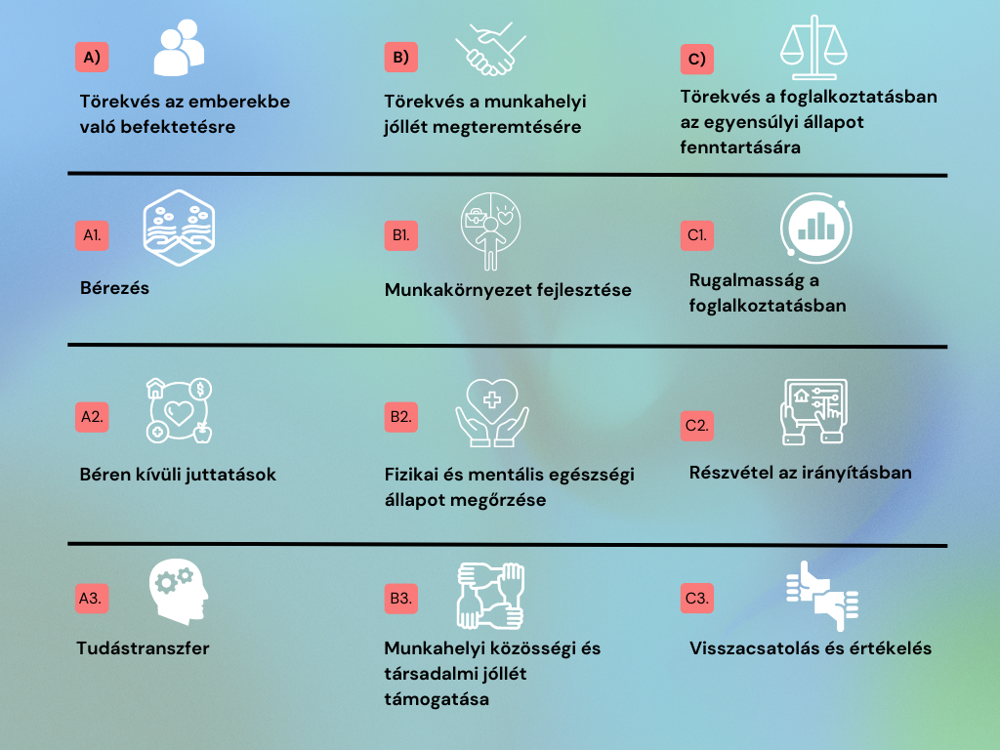 A)
Törekvés az emberekbe
való befektetésre
B)
Törekvés a munkahelyi
jóllét megteremtésére
C)
Törekvés a foglalkoztatásban
az egyensúlyi állapot
fenntartására
A1.
Bérezés
B1.
Munkakörnyezet fejlesztése
C1.
Rugalmasság a
foglalkoztatásban
A2.
Béren kívüli juttatások
B2.
Fizikai és mentális egészségi
állapot megőrzése
C2.
Részvétel az irányításban
A3.
Tudástranszfer
B3.
Munkahelyi közösségi és
társadalmi jóllét
támogatása
C3.
Visszacsatolás és értékelés